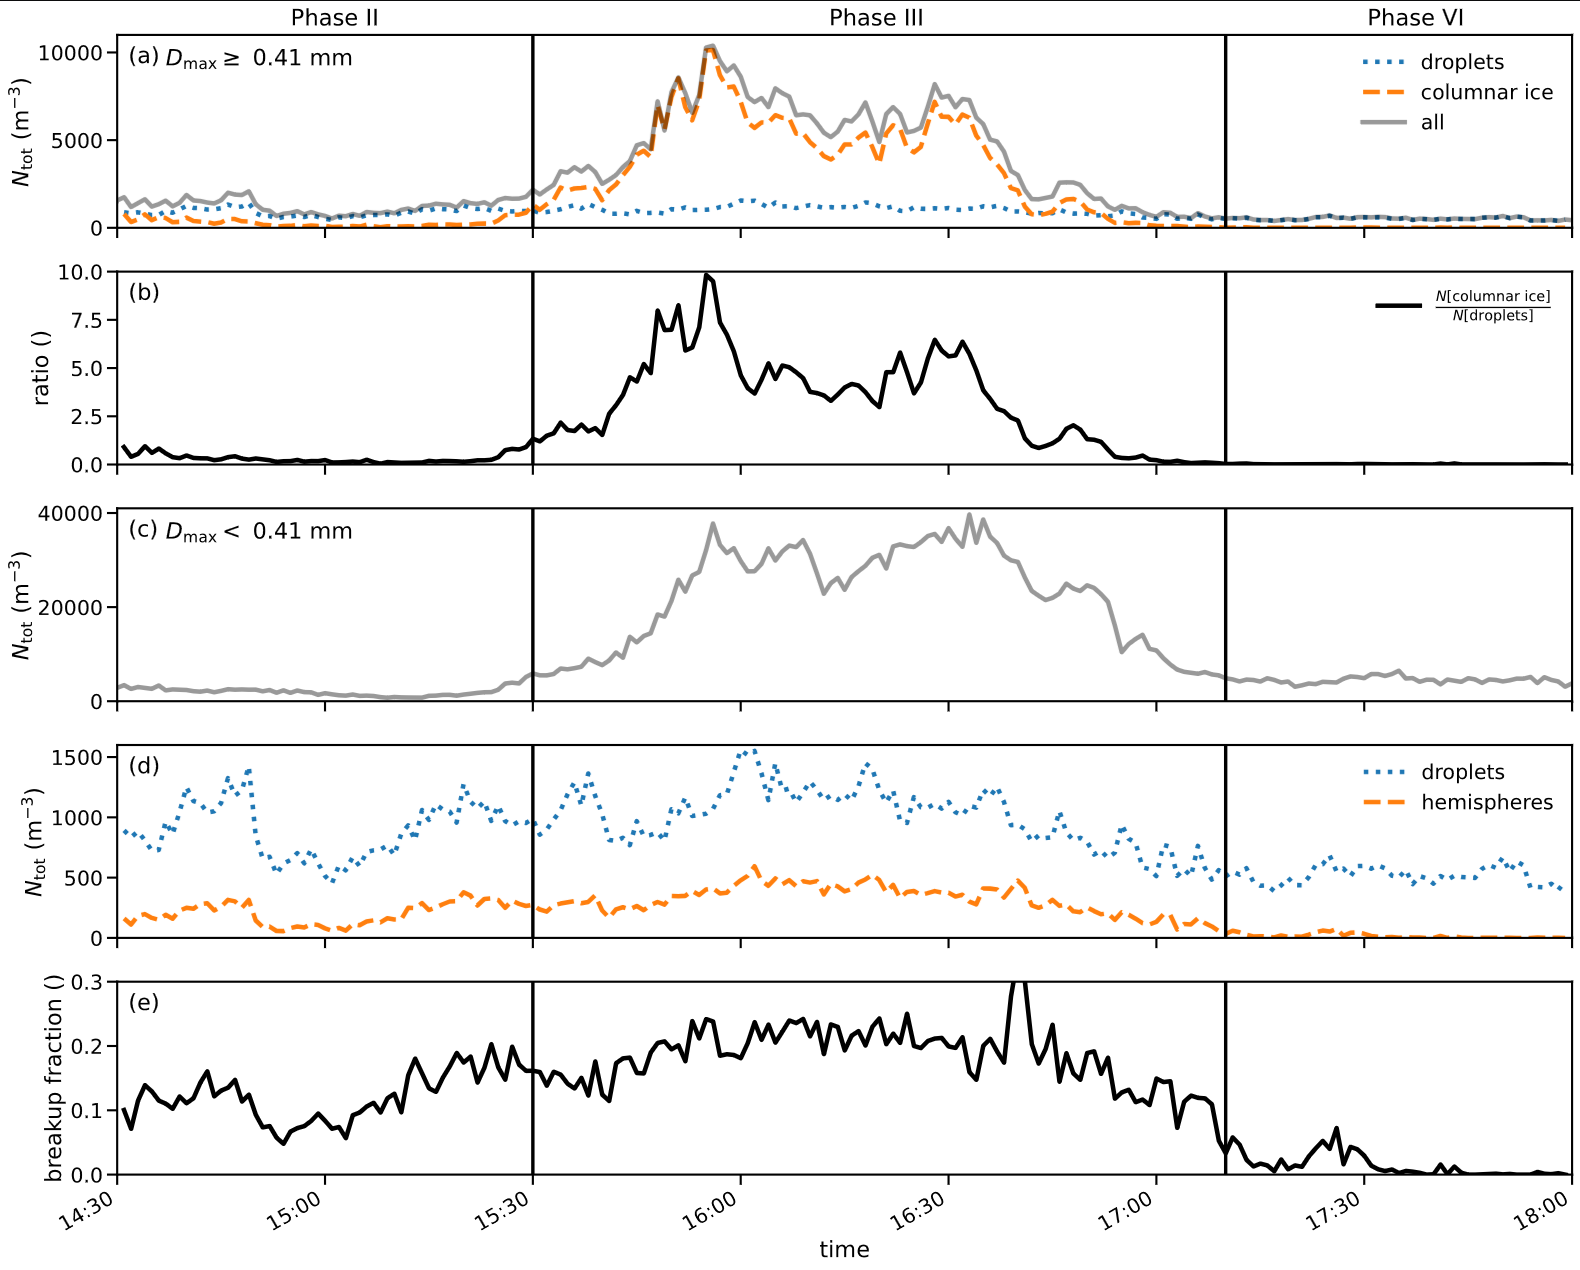 Phase II
Phase III
Phase VI
(a) Dmax ≥ 0.41 mm
droplets
columnar ice
all
Ntot (m−3)
10000
5000
0
(b)
N[columnar ice]
N[droplets]
ratio ()
10.0
7.5
5.0
2.5
0.0
(c) Dmax < 0.41 mm
Ntot (m−3)
40000
20000
0
(d)
droplets
hemispheres
Ntot (m−3)
1500
1000
500
0
(e)
breakup fraction ()
0.3
0.2
0.1
0.0
14:30
15:00
15:30
16:00
16:30
17:00
17:30
18:00
time